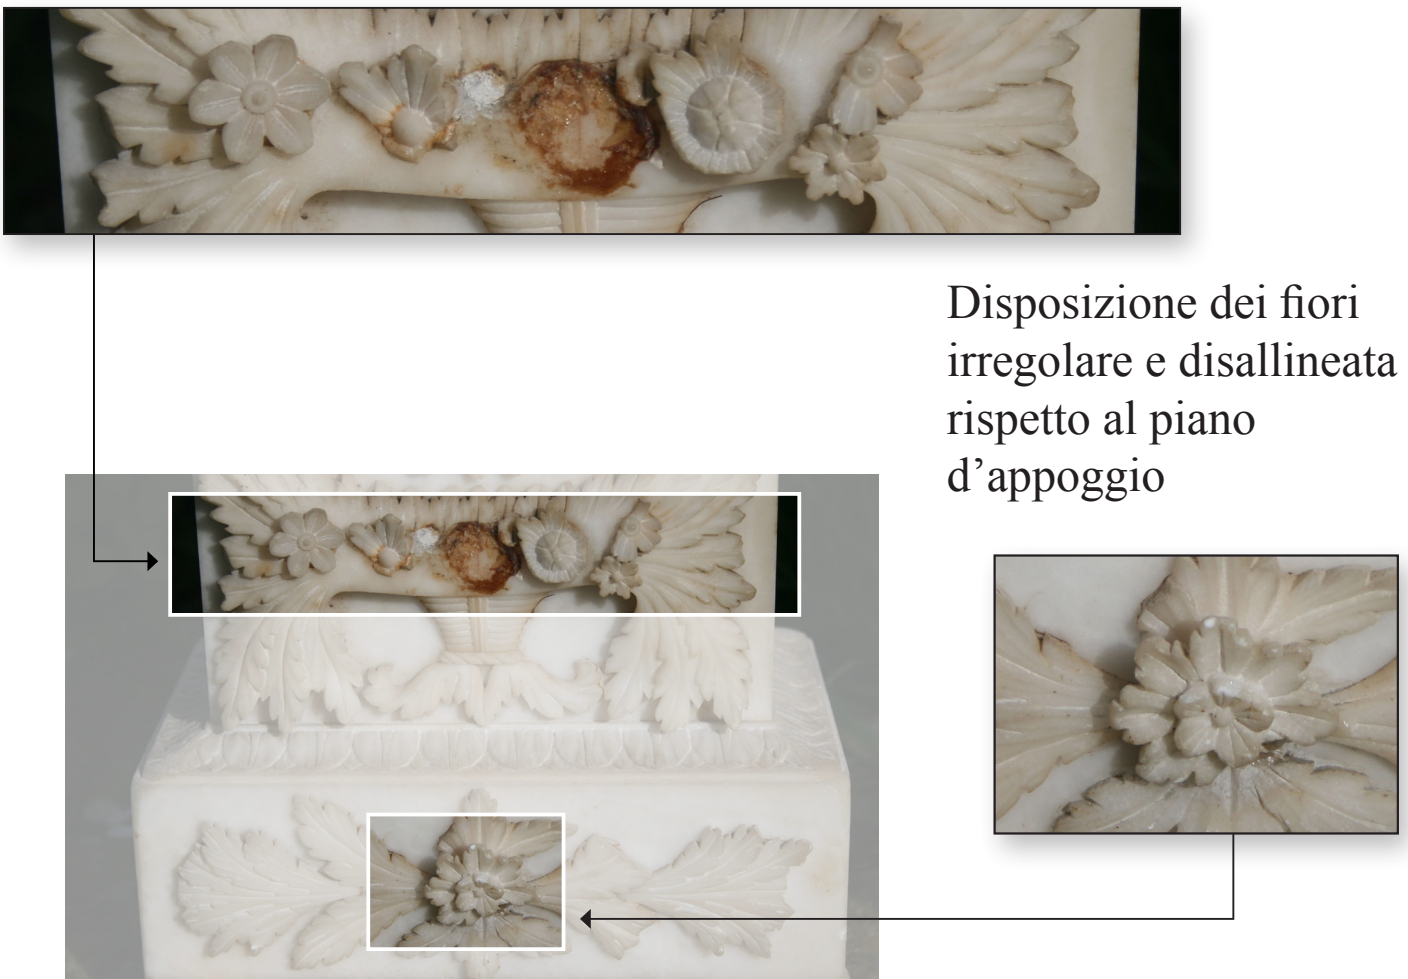 Disposizione dei fiori
irregolare e disallineata
rispetto al piano
d’appoggio